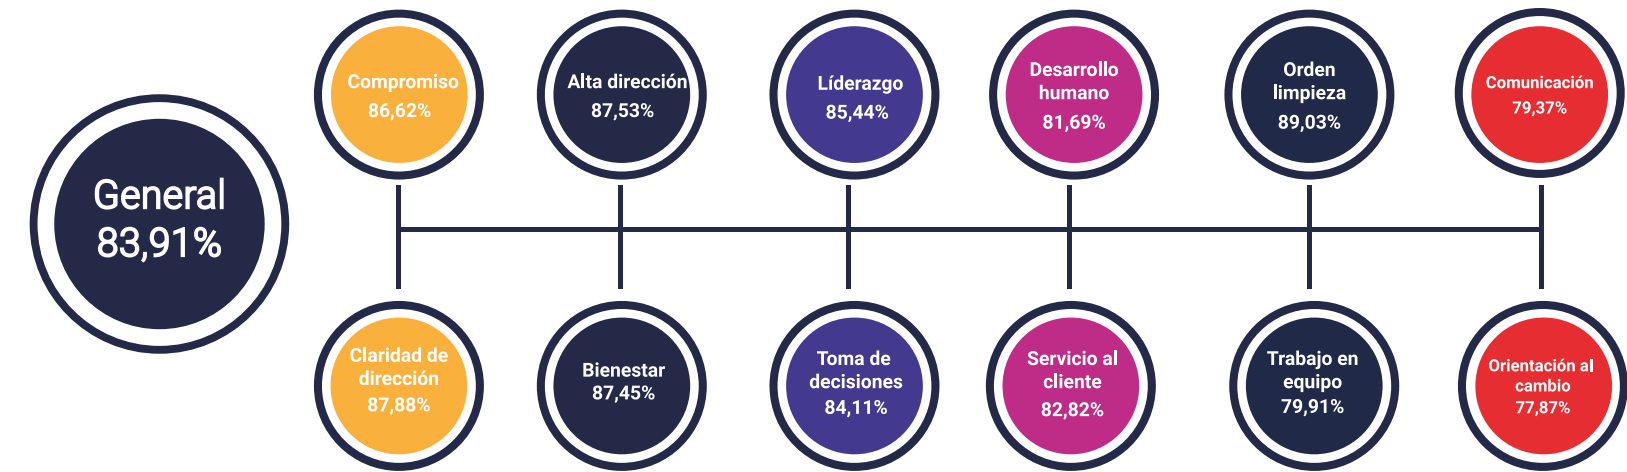 General
83,91%
Compromiso
86,62%
Alta dirección
87,53%
Líderazgo
85,44%
Desarrollo
humano
81,69%
Orden
limpieza
89,03%
Comunicación
79,37%
Claridad de
dirección
87,88%
Bienestar
87,45%
Toma de
decisiones
84,11%
Servicio al
cliente
82,82%
Trabajo en
equipo
79,91%
Orientación al
cambio
77,87%